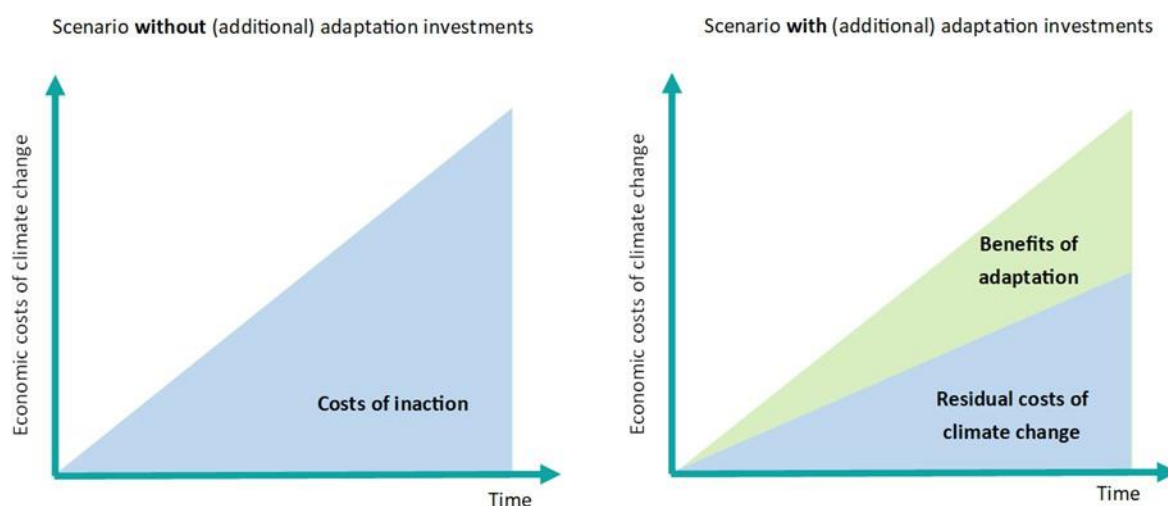 Scenario without (additional) adaptation investments
Economic costs of climate change
Costs of inaction
Time
Scenario with (additional) adaptation investments
Economic costs of climate change
Benefits of
adaptation
Residual costs of
climate change
Time